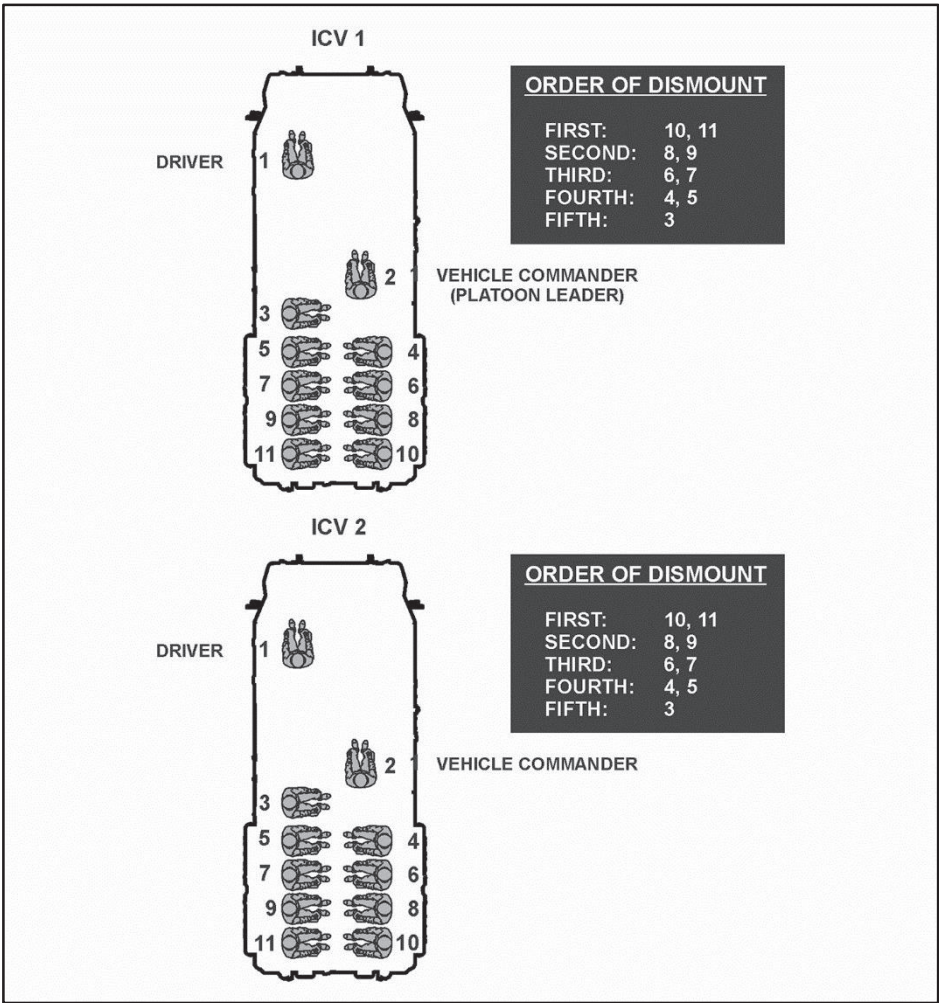 ICV 1
ORDER OF DISMOUNT
FIRST: 10, 11
SECOND: 8, 9
THIRD: 6, 7
FOURTH: 4, 5
FIFTH: 3
DRIVER 1
2 VEHICLE COMMANDER
(PLATOON LEADER)
3
5 4
7 6
9 8
11 10
ICV 2
ORDER OF DISMOUNT
FIRST: 10, 11
SECOND: 8, 9
THIRD: 6, 7
FOURTH: 4, 5
FIFTH: 3
DRIVER 1
2 VEHICLE COMMANDER
3
5 4
7 6
9 8
11 10